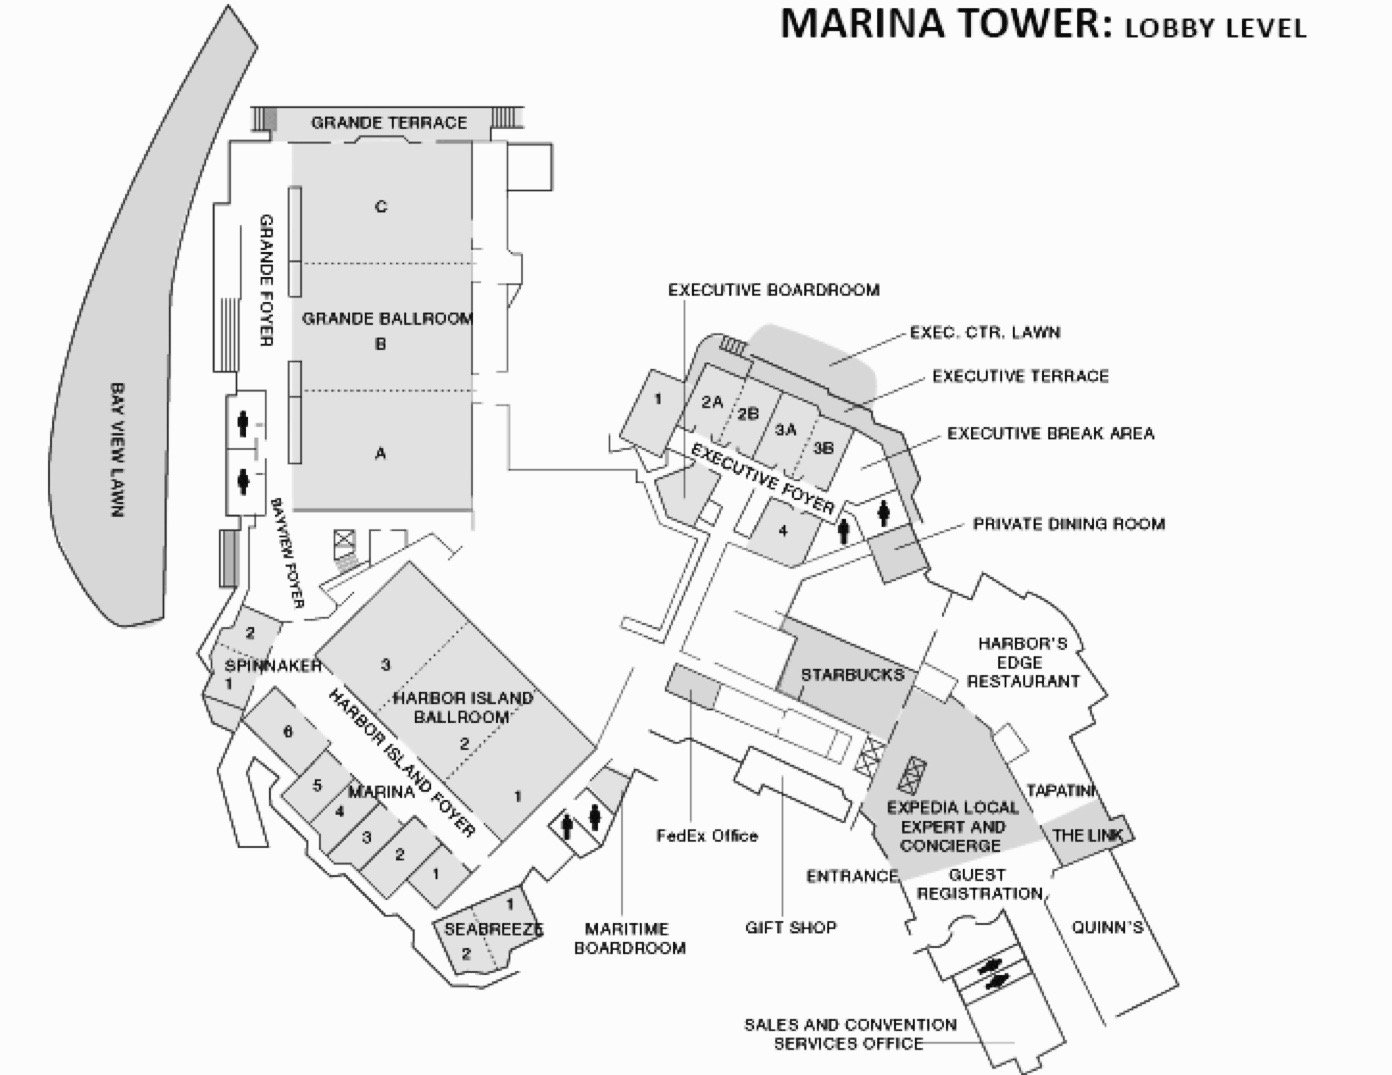 MARINA TOWER: LOBBY LEVEL
GRANDE TERRACE
C
GRANDE FOYER
GRANDE BALLROOM
B
A
BAY VIEW LAWN
BAYVIEW FOYER
EXECUTIVE BOARDROOM
EXEC. CTR. LAWN
EXECUTIVE TERRACE
EXECUTIVE BREAK AREA
1
2A
2B
3A
3B
EXECUTIVE FOYER
4
PRIVATE DINING ROOM
2
SPINNAKER
1
3
HARBOR ISLAND
BALLROOM
2
1
HARBOR ISLAND FOYER
6
5
MARINA
4
3
2
1
1
SEABREEZE
2
MARITIME
BOARDROOM
FedEx Office
GIFT SHOP
STARBUCKS
HARBOR'S
EDGE
RESTAURANT
TAPATINI
THE LINK
EXPEDIA LOCAL
EXPERT AND
CONCIERGE
ENTRANCE
GUEST
REGISTRATION
QUINN'S
SALES AND CONVENTION
SERVICES OFFICE